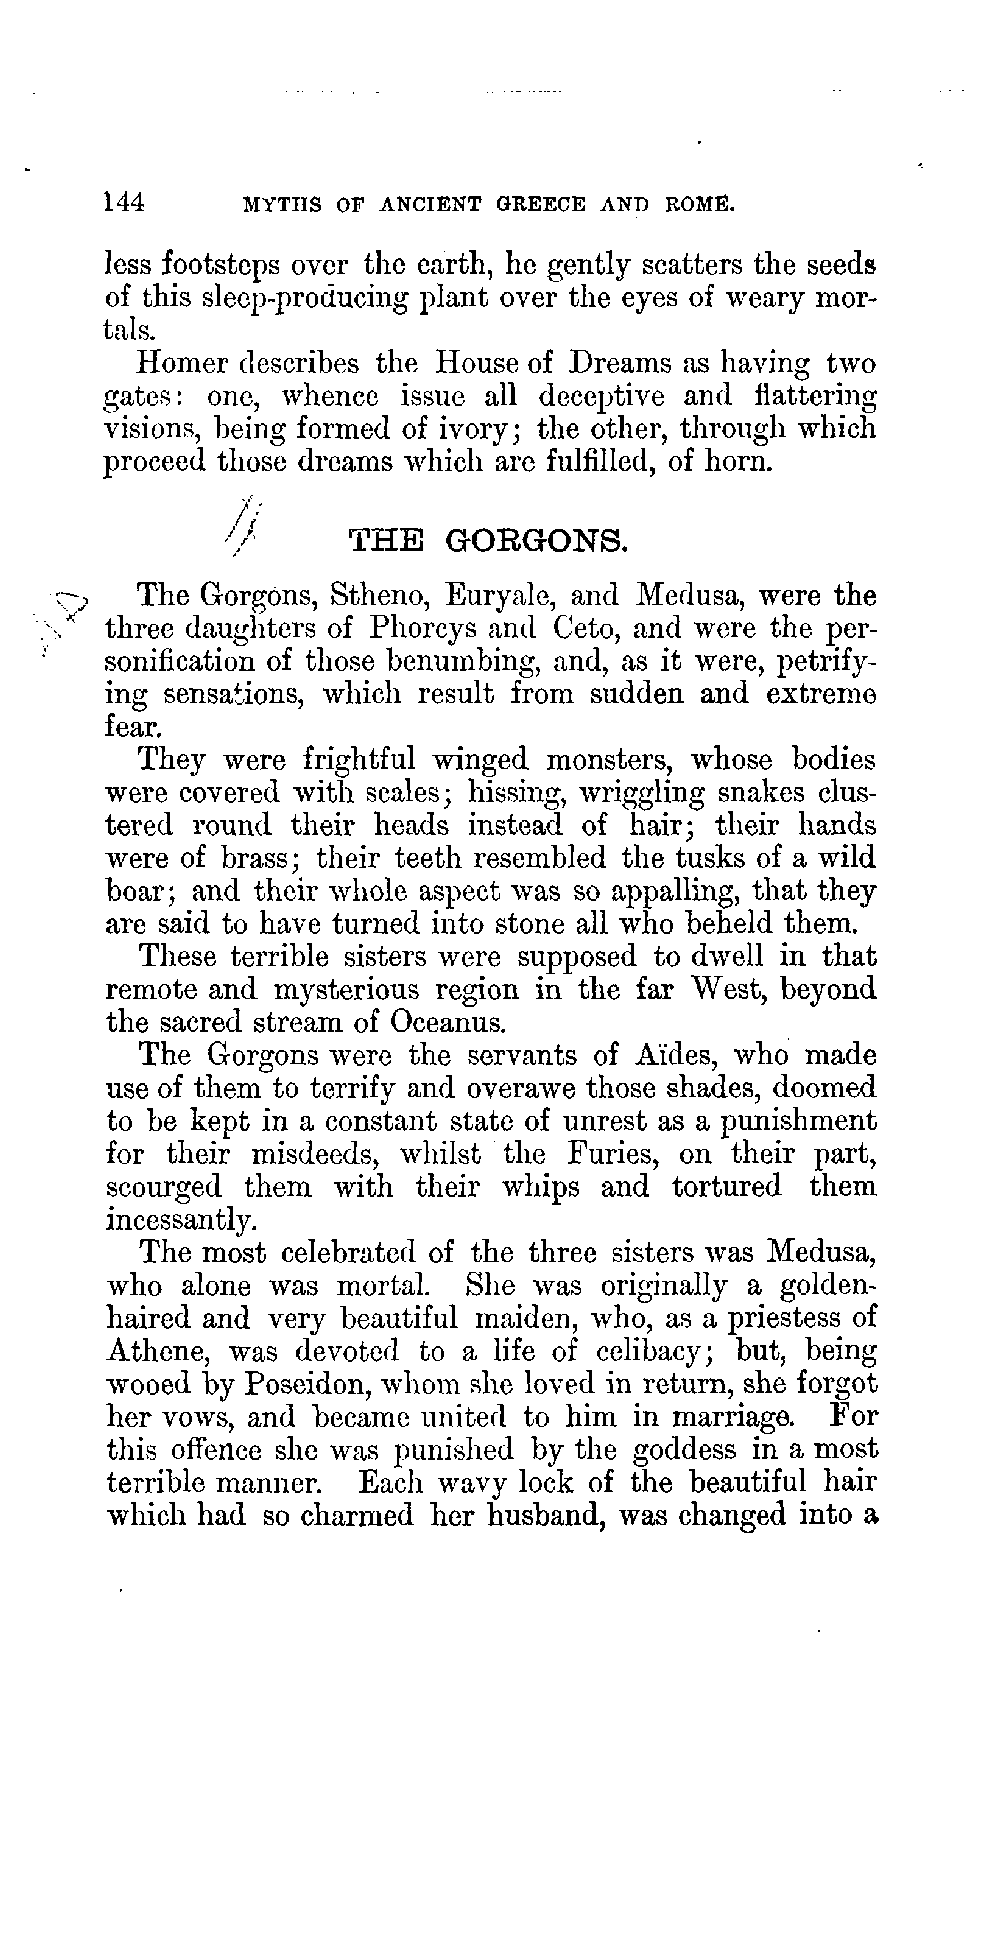 144 MYTHS OF ANCIENT GREECE AND ROME.
less footsteps over the earth, he gently scatters the seeds
of this sleep-producing plant over the eyes of weary mor-
tals.
Homer describes the House of Dreams as having two
gates: one, whence issue all deceptive and flattering
visions, being formed of ivory; the other, through which
proceed those dreams which are fulfilled, of horn.
THE GORGONS.
The Gorgons, Stheno, Euryale, and Medusa, were the
three daughters of Phorcys and Ceto, and were the per-
sonification of those benumbing, and, as it were, petrify-
ing sensations, which result from sudden and extreme
fear.
They were frightful winged monsters, whose bodies
were covered with scales; hissing, wriggling snakes clus-
tered round their heads instead of hair; their hands
were of brass; their teeth resembled the tusks of a wild
boar; and their whole aspect was so appalling, that they
are said to have turned into stone all who beheld them.
These terrible sisters were supposed to dwell in that
remote and mysterious region in the far West, beyond
the sacred stream of Oceanus.
The Gorgons were the servants of Aïdes, who made
use of them to terrify and overawe those shades, doomed
to be kept in a constant state of unrest as a punishment
for their misdeeds, whilst the Furies, on their part,
scourged them with their whips and tortured them
incessantly.
The most celebrated of the three sisters was Medusa,
who alone was mortal. She was originally a golden-
haired and very beautiful maiden, who, as a priestess of
Athene, was devoted to a life of celibacy; but, being
wooed by Poseidon, whom she loved in return, she forgot
her vows, and became united to him in marriage. For
this offence she was punished by the goddess in a most
terrible manner. Each wavy lock of the beautiful hair
which had so charmed her husband, was changed into a